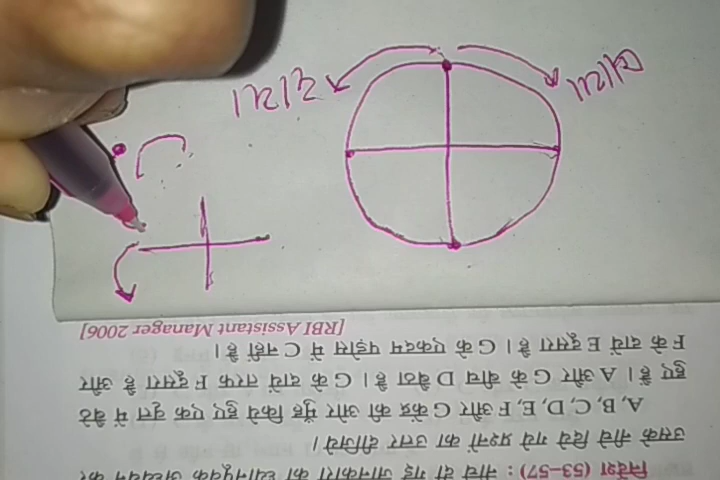 निर्देश (53-57) : नीचे दी गई जानकारी का ध्यानपूर्वक अध्ययन कर
उसके नीचे दिये गये प्रश्नों का उत्तर दीजिये।
A, B, C, D, E, F और G केंद्र की ओर मुँह किये हुए एक वृत्त में बैठे
हुए हैं। A और G के बीच D बैठा है। G के दायें तरफ F दूसरा है और
F के दायें E दूसरा है। G के एकदम पड़ोस में C नहीं है।
[RBI Assistant Manager 2006]
बाया
दाया